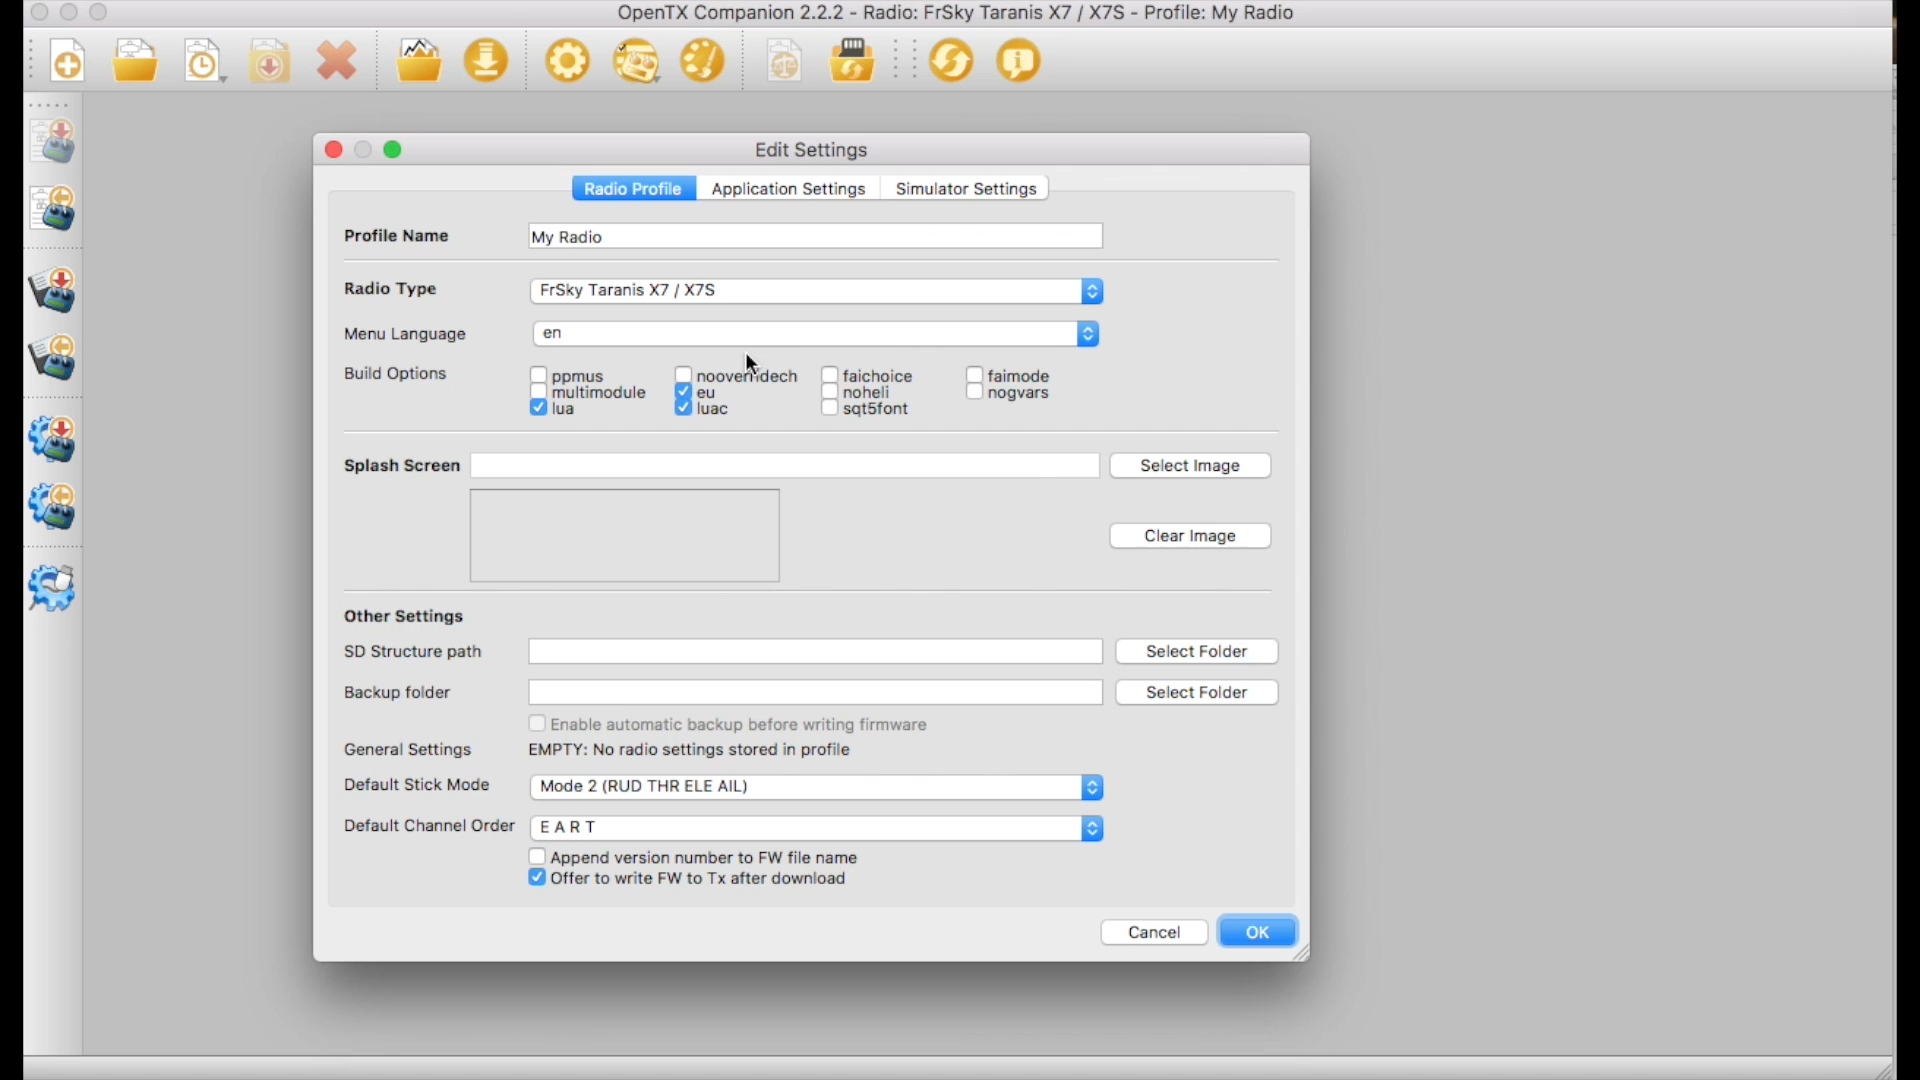 OpenTX Companion 2.2.2 - Radio: FrSky Taranis X7 / X7S - Profile: My Radio
Edit Settings
Radio Profile Application Settings Simulator Settings
Profile Name My Radio
Radio Type FrSky Taranis X7 / X7S
Menu Language en
Build Options ppmus nooverridech faichoice faimode
multimodule eu noheli nogvars
lua luac sqt5font
Splash Screen Select Image
Clear Image
Other Settings
SD Structure path Select Folder
Backup folder Select Folder
Enable automatic backup before writing firmware
General Settings EMPTY: No radio settings stored in profile
Default Stick Mode Mode 2 (RUD THR ELE AIL)
Default Channel Order E A R T
Append version number to FW file name
Offer to write FW to Tx after download
Cancel OK